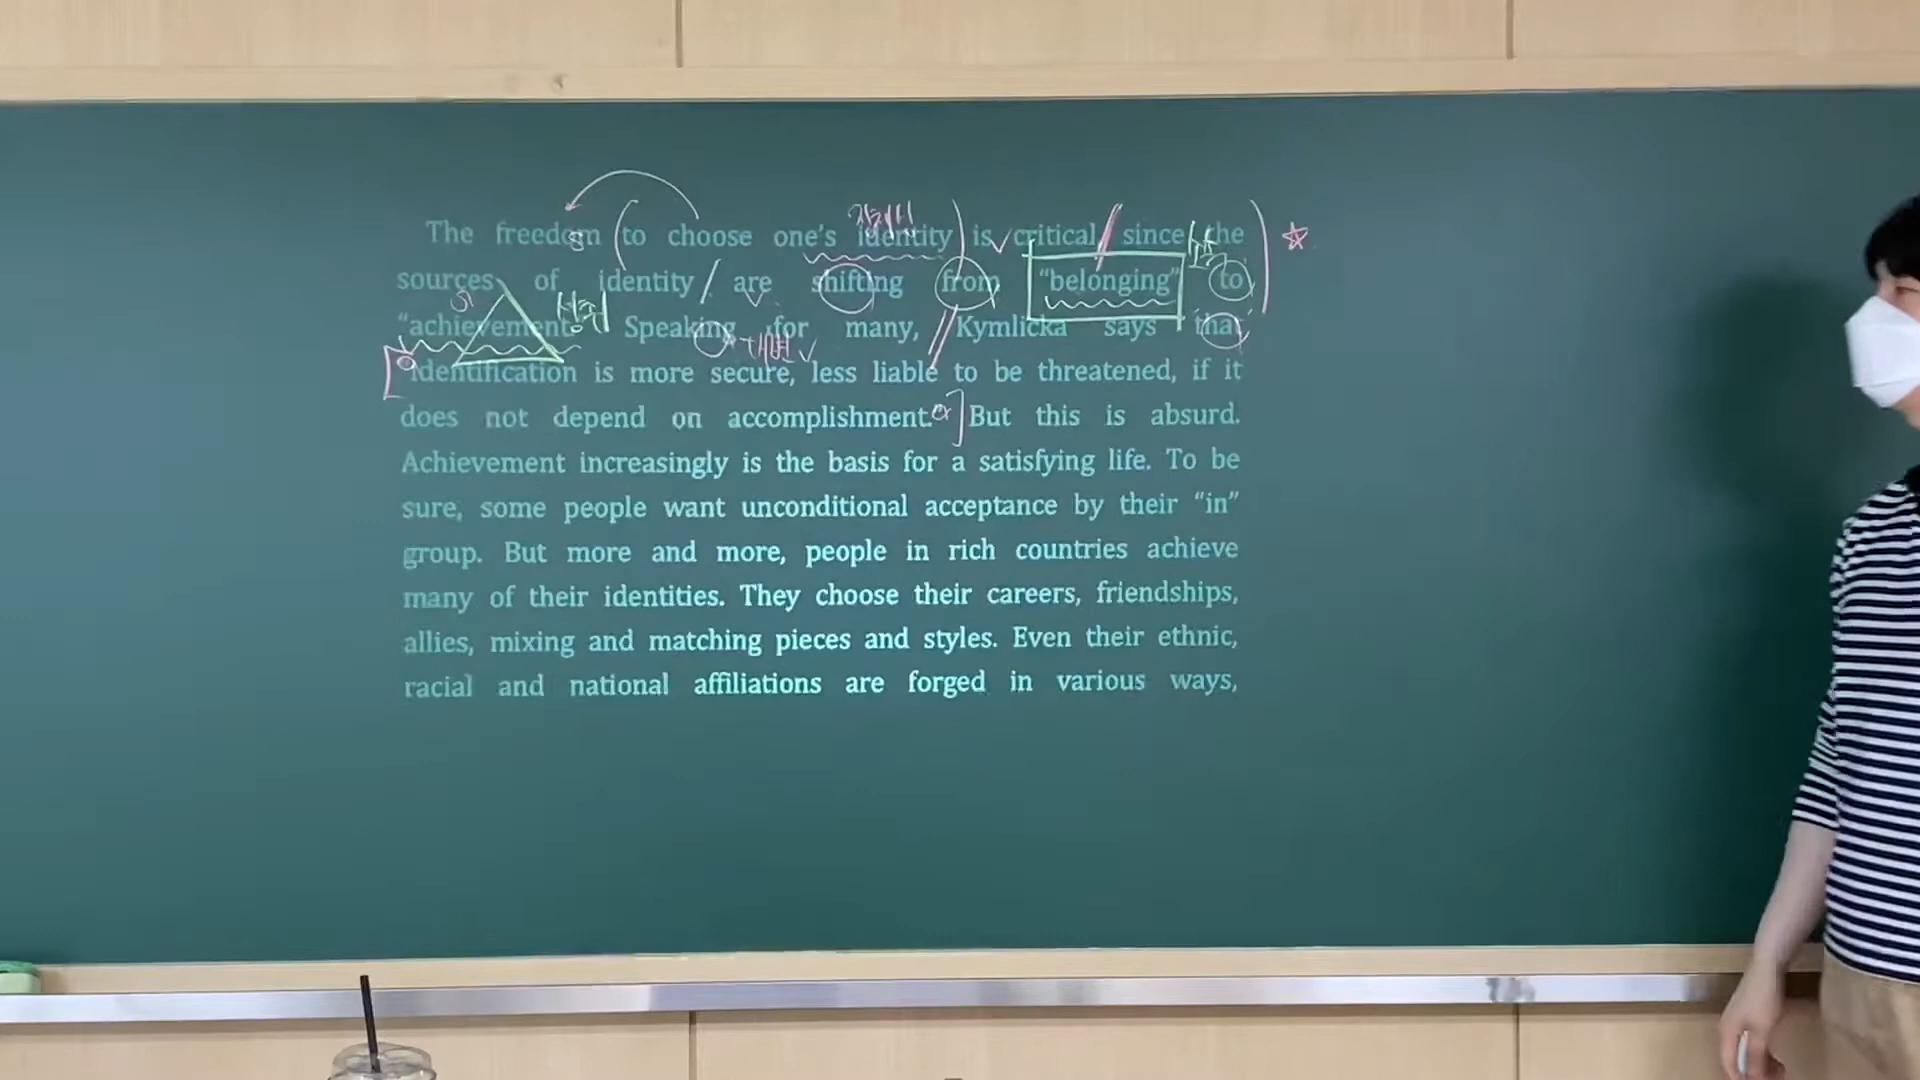 The freedom to choose one's identity is critical, since the
sources of identity are shifting from “belonging” to
“achievement.” Speaking for many, Kymlicka says that
“Identification is more secure, less liable to be threatened, if it
does not depend on accomplishment.” But this is absurd.
Achievement increasingly is the basis for a satisfying life. To be
sure, some people want unconditional acceptance by their “in”
group. But more and more, people in rich countries achieve
many of their identities. They choose their careers, friendships,
allies, mixing and matching pieces and styles. Even their ethnic,
racial and national affiliations are forged in various ways,